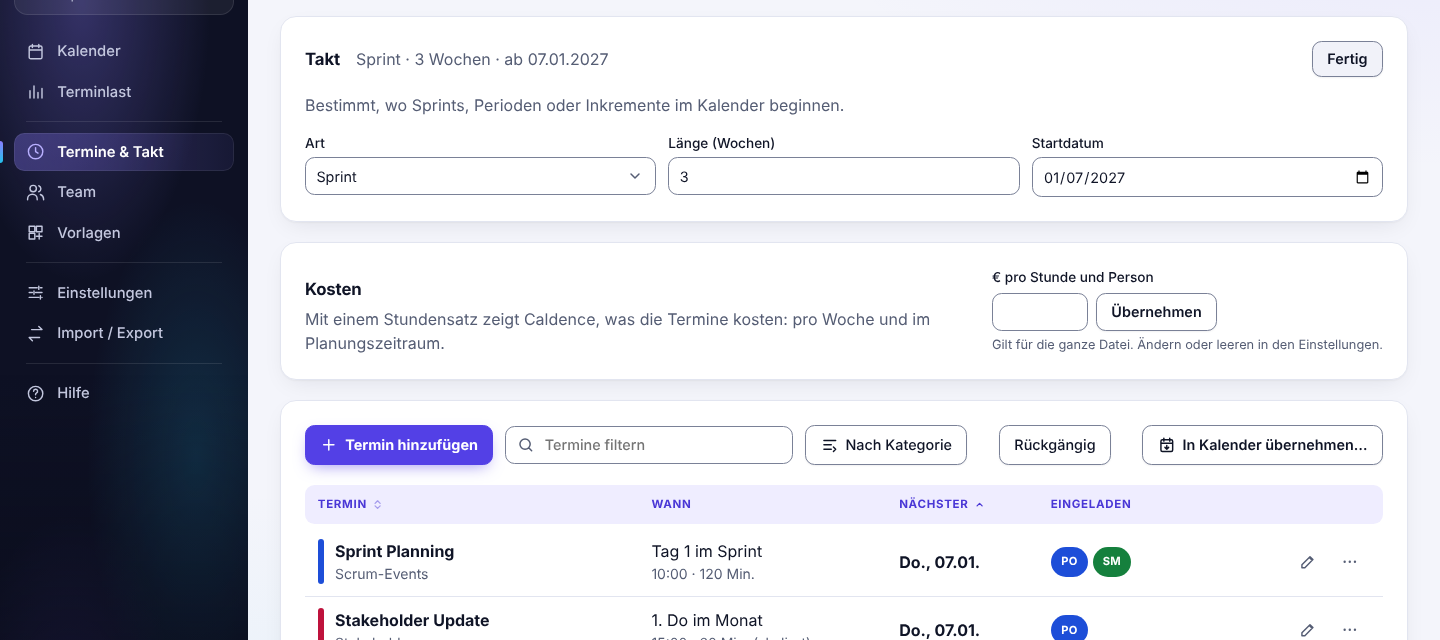 Kalender
Terminlast
Termine & Takt
Team
Vorlagen
Einstellungen
Import / Export
Hilfe
Takt Sprint · 3 Wochen · ab 07.01.2027
Fertig
Bestimmt, wo Sprints, Perioden oder Inkremente im Kalender beginnen.
Art Länge (Wochen) Startdatum
Sprint 3 01/07/2027
Kosten
Mit einem Stundensatz zeigt Caldence, was die Termine kosten: pro Woche und im
Planungszeitraum.
€ pro Stunde und Person
Übernehmen
Gilt für die ganze Datei. Ändern oder leeren in den Einstellungen.
Termin hinzufügen Termine filtern Nach Kategorie Rückgängig In Kalender übernehmen...
TERMIN WANN NÄCHSTER EINGELADEN
Sprint Planning Tag 1 im Sprint Do., 07.01. PO SM
Scrum-Events 10:00 · 120 Min.
Stakeholder Update 1. Do im Monat Do., 07.01. PO